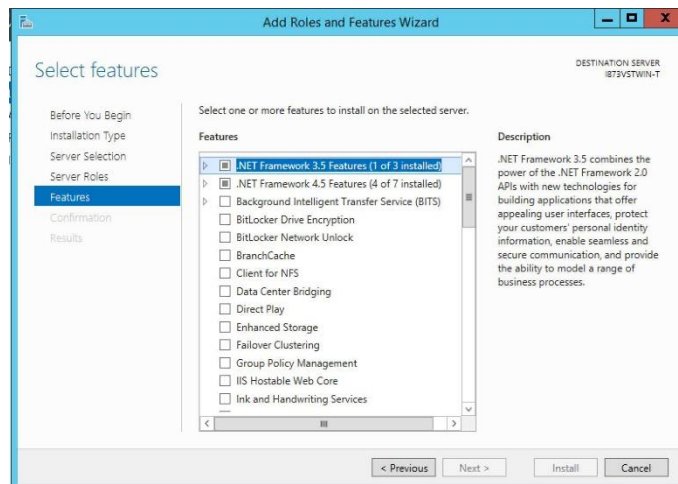 Add Roles and Features Wizard
Select features
DESTINATION SERVER
I873VSTWIN-T
Before You Begin
Installation Type
Server Selection
Server Roles
Features
Confirmation
Results
Select one or more features to install on the selected server.
Features
.NET Framework 3.5 Features (1 of 3 installed)
.NET Framework 4.5 Features (4 of 7 installed)
Background Intelligent Transfer Service (BITS)
BitLocker Drive Encryption
BitLocker Network Unlock
BranchCache
Client for NFS
Data Center Bridging
Direct Play
Enhanced Storage
Failover Clustering
Group Policy Management
IIS Hostable Web Core
Ink and Handwriting Services
Description
.NET Framework 3.5 combines the
power of the .NET Framework 2.0
APIs with new technologies for
building applications that offer
appealing user interfaces, protect
your customers' personal identity
information, enable seamless and
secure communication, and provide
the ability to model a range of
business processes.
< Previous
Next >
Install
Cancel